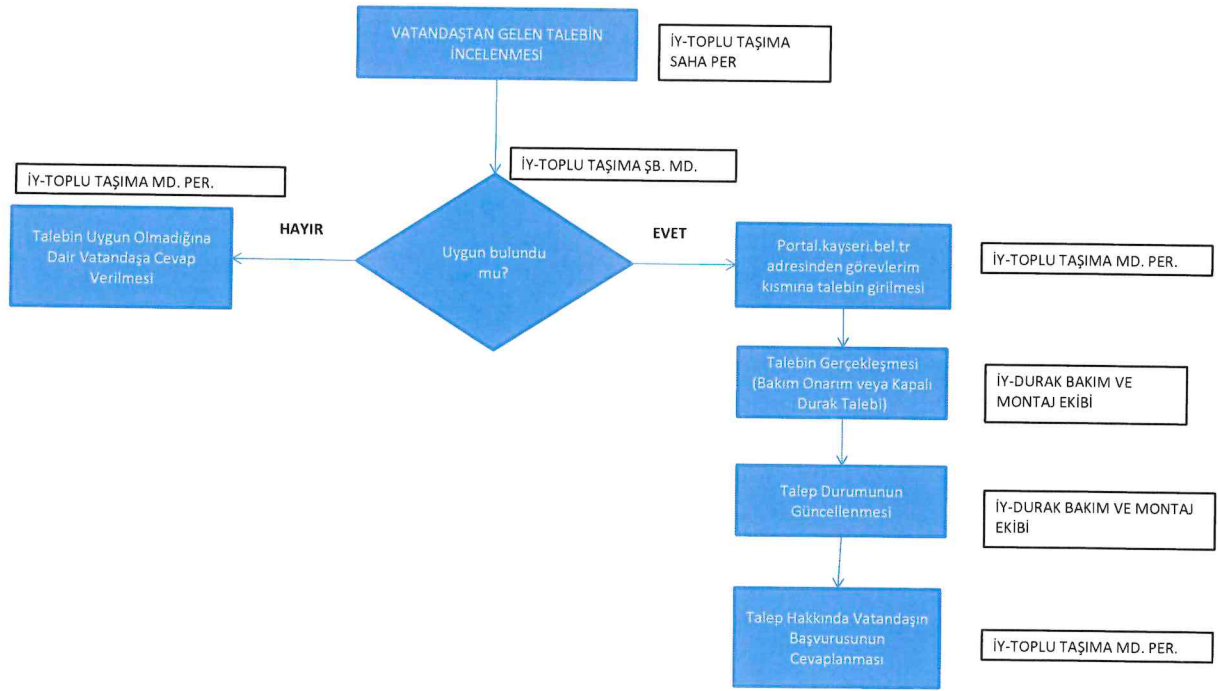 VATANDAŞTAN GELEN TALEBİN
İNCELENMESİ
İY-TOPLU TAŞIMA
SAHA PER
İY-TOPLU TAŞIMA ŞB. MD.
İY-TOPLU TAŞIMA MD. PER.
Talebin Uygun Olmadığına
Dair Vatandaşa Cevap
Verilmesi
HAYIR
Uygun bulundu
mu?
EVET
Portal.kayseri.bel.tr
adresinden görevlerim
kısmına talebin girilmesi
İY-TOPLU TAŞIMA MD. PER.
Talebin Gerçekleşmesi
(Bakım Onarım veya Kapalı
Durak Talebi)
İY-DURAK BAKIM VE
MONTAJ EKİBİ
Talep Durumunun
Güncellenmesi
İY-DURAK BAKIM VE MONTAJ
EKİBİ
Talep Hakkında Vatandaşın
Başvurusunun
Cevaplanması
İY-TOPLU TAŞIMA MD. PER.